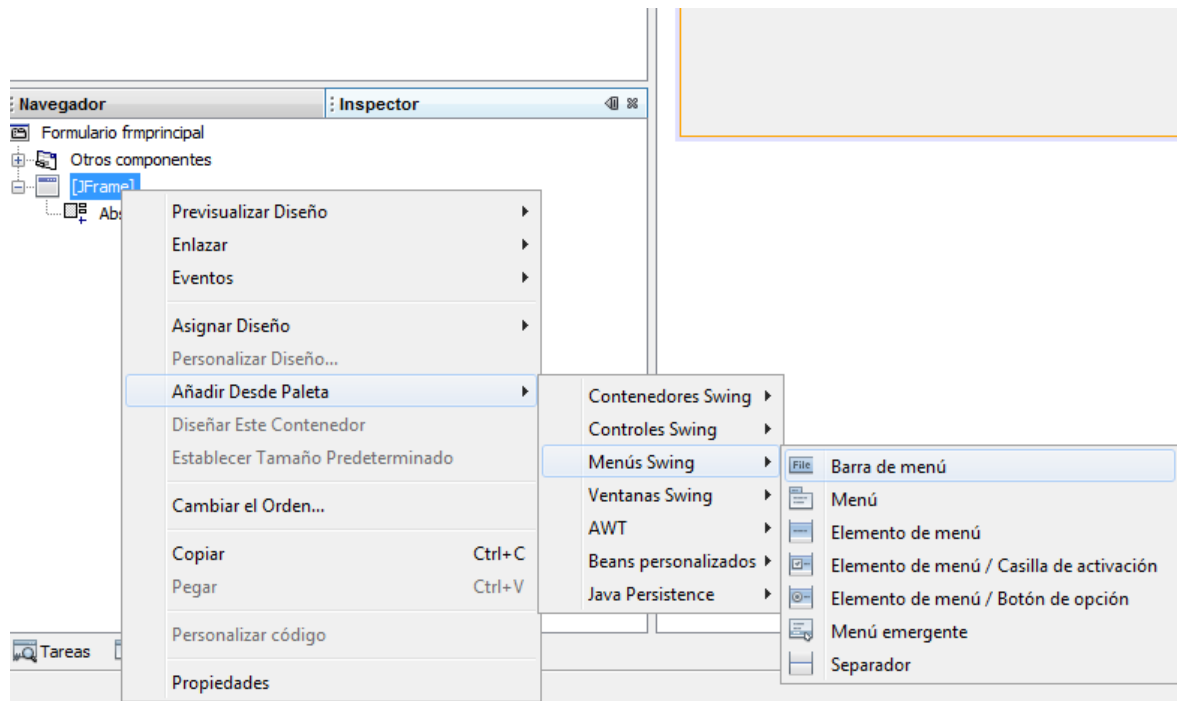 Navegador
Inspector
Formulario frmprincipal
Otros componentes
[JFrame]
Abs
Previsualizar Diseño
Enlazar
Eventos
Asignar Diseño
Personalizar Diseño...
Añadir Desde Paleta
Diseñar Este Contenedor
Establecer Tamaño Predeterminado
Cambiar el Orden...
Copiar Ctrl+C
Pegar Ctrl+V
Personalizar código
Propiedades
Contenedores Swing
Controles Swing
Menús Swing
Ventanas Swing
AWT
Beans personalizados
Java Persistence
File Barra de menú
Menú
Elemento de menú
Elemento de menú / Casilla de activación
Elemento de menú / Botón de opción
Menú emergente
Separador
Tareas